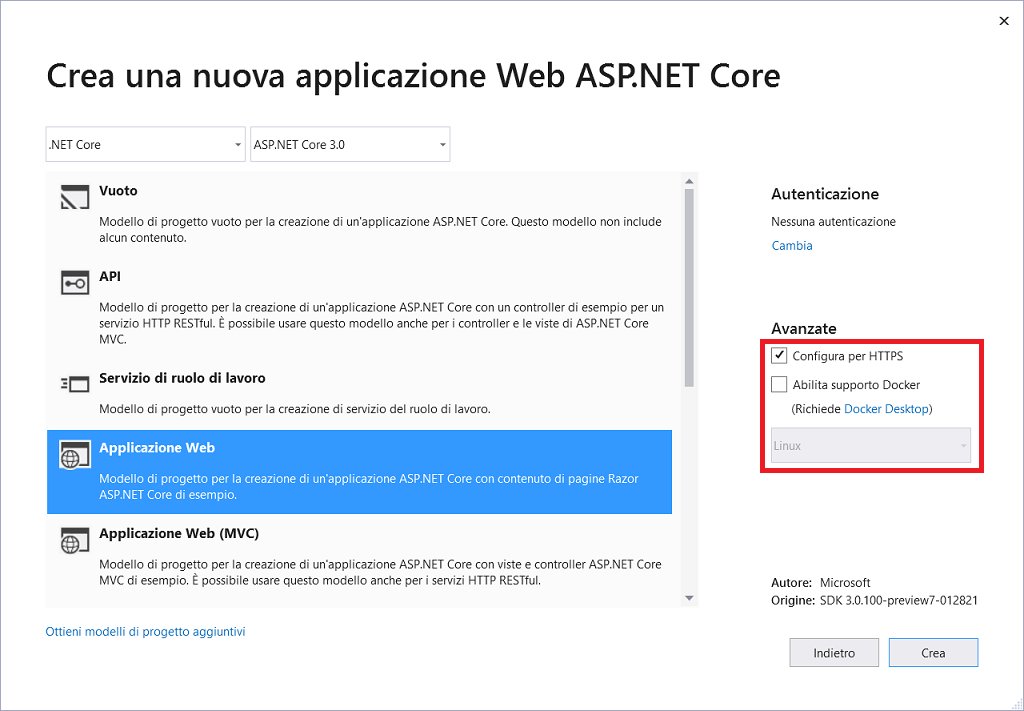 Crea una nuova applicazione Web ASP.NET Core
.NET Core
ASP.NET Core 3.0
Vuoto
Modello di progetto vuoto per la creazione di un'applicazione ASP.NET Core. Questo modello non include
alcun contenuto.
API
Modello di progetto per la creazione di un'applicazione ASP.NET Core con un controller di esempio per un
servizio HTTP RESTful. È possibile usare questo modello anche per i controller e le viste di ASP.NET Core
MVC.
Servizio di ruolo di lavoro
Modello di progetto vuoto per la creazione di servizio del ruolo di lavoro.
Applicazione Web
Modello di progetto per la creazione di un'applicazione ASP.NET Core con contenuto di pagine Razor
ASP.NET Core di esempio.
Applicazione Web (MVC)
Modello di progetto per la creazione di un'applicazione ASP.NET Core con viste e controller ASP.NET Core
MVC di esempio. È possibile usare questo modello anche per i servizi HTTP RESTful.
Ottieni modelli di progetto aggiuntivi
Autenticazione
Nessuna autenticazione
Cambia
Avanzate
Configura per HTTPS
Abilita supporto Docker
(Richiede Docker Desktop)
Linux
Autore: Microsoft
Origine: SDK 3.0.100-preview7-012821
Indietro
Crea